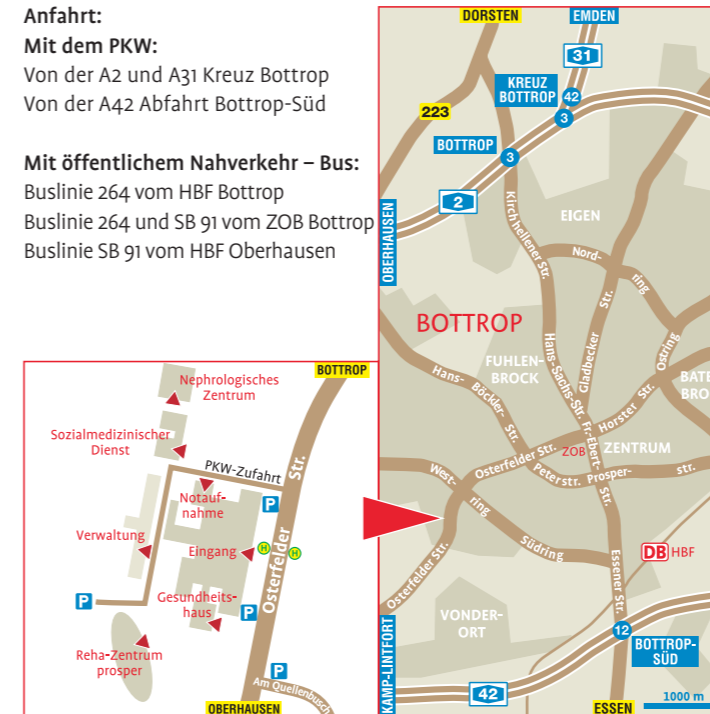 Anfahrt:
Mit dem PKW:
Von der A2 und A31 Kreuz Bottrop
Von der A42 Abfahrt Bottrop-Süd
Mit öffentlichem Nahverkehr – Bus:
Buslinie 264 vom HBF Bottrop
Buslinie 264 und SB 91 vom ZOB Bottrop
Buslinie SB 91 vom HBF Oberhausen
BOTTROP
Nephrologisches
Zentrum
Sozialmedizinischer
Dienst
PKW-Zufahrt
Notauf-
nahme
P
Verwaltung
Eingang
H
H
Osterfelder Str.
Gesundheits-
haus
P
P
Reha-Zentrum
prosper
P
Am Quellenbusch
OBERHAUSEN
DORSTEN
EMDEN
31
KREUZ
BOTTROP
42
3
223
BOTTROP
3
2
OBERHAUSEN
Kirchhellener Str.
EIGEN
Nord-
ring
BOTTROP
Gladbecker Str.
Hans-Sachs-Str.
Ostring
FUHLEN-
BROCK
BATE
BRO
Hans-
Böckler-
Str.
Horster Str.
Fr.-Ebert-
Str.
Osterfelder Str.
ZOB
ZENTRUM
Peterstr.
Prosper-
str.
West-
ring
Südring
DB HBF
Essener Str.
Osterfelder Str.
VONDER-
ORT
12
BOTTROP-
SÜD
KAMP-LINTFORT
42
ESSEN
1000 m